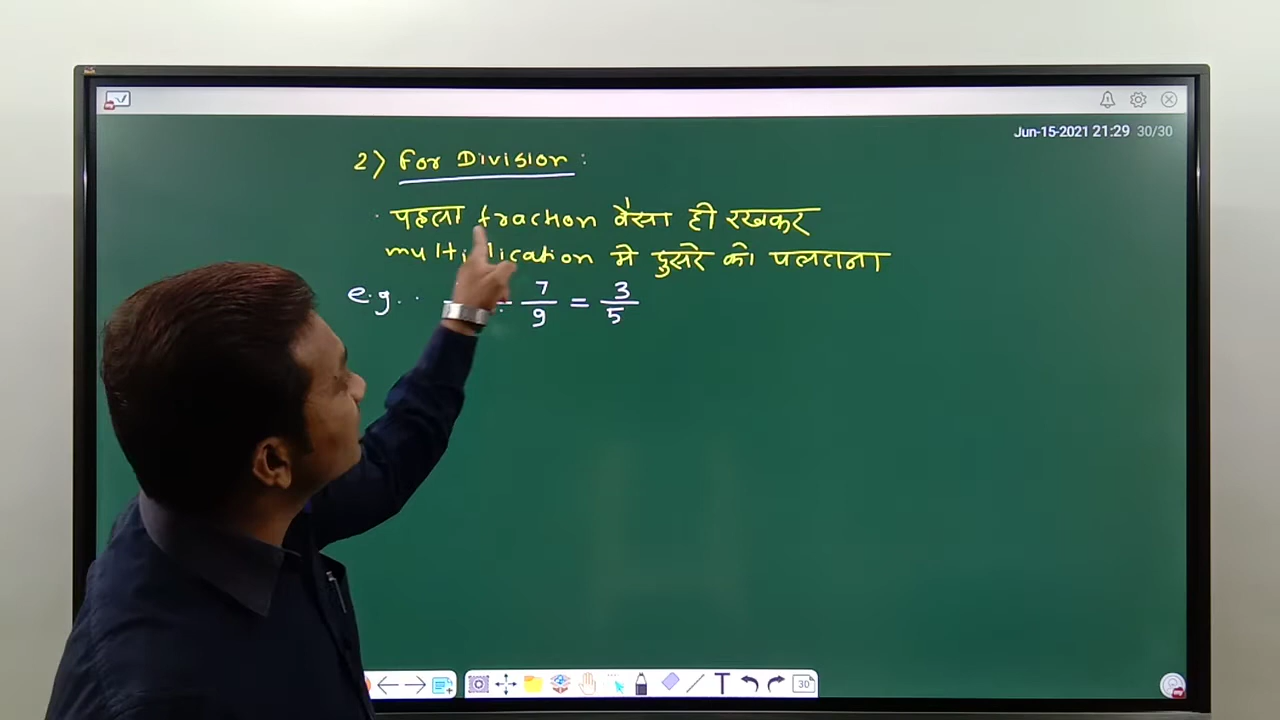 Jun-15-2021 21:29 30/30
2) For Division :
पहला fraction वैसा ही रखकर
में दुसरे को पलटाना
e.g. 7/9 = 3/5
30